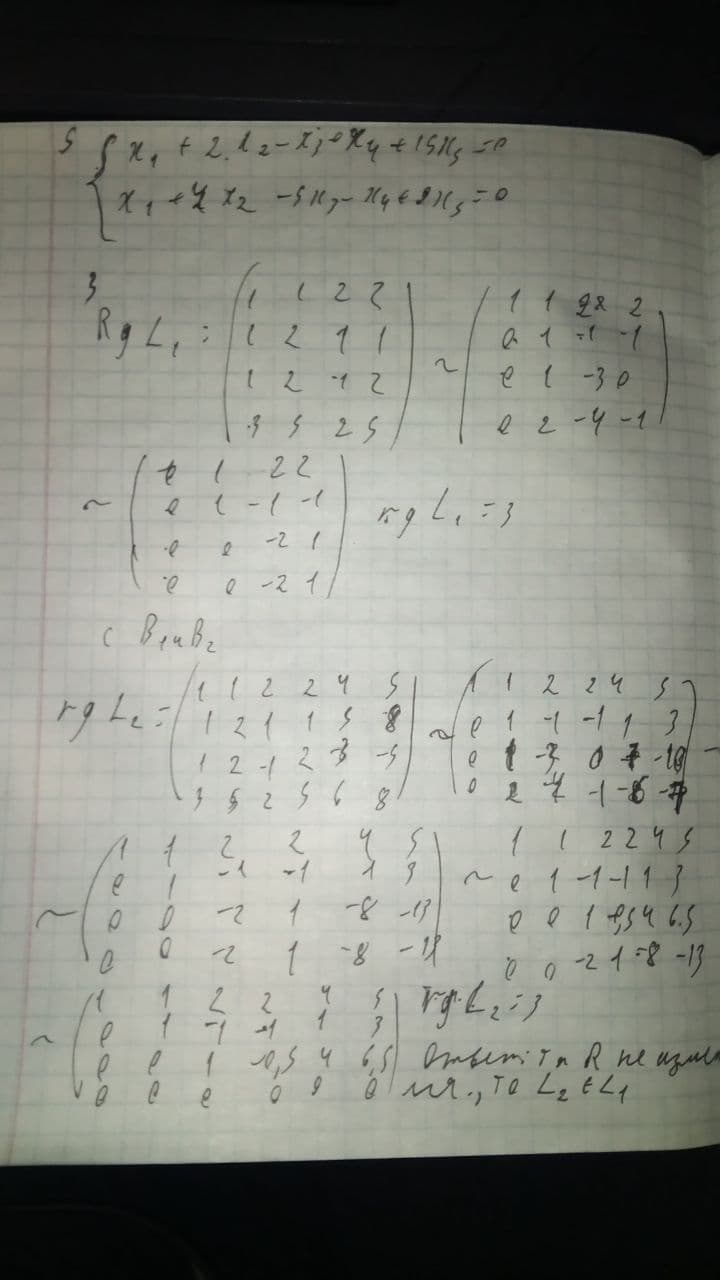 5 { x₁ + 2x₂ - x₃ + x₄ + 15x₅ = 0
x₁ + 4x₂ - 5x₃ - x₄ + 2x₅ = 0
3
Rg L₁ =
1 1 2 2
1 2 1 1
1 2 -1 2
3 5 2 5
~
1 1 2 2
0 1 -1 -1
0 1 -3 0
0 2 -4 -1
~
1 2 2
0 1 -1 -1
0 0 -2 1
0 0 -2 1
rg L₁ = 3
с B₁ и B₂
rg L₂ =
1 1 2 2 4 5
1 2 1 1 5 8
1 2 -1 2 -3 -5
3 5 2 5 6 8
~
1 1 2 2 4 5
0 1 -1 -1 1 3
0 1 -3 0 -7 -10
0 2 -4 -1 -7
~
1 1 2 2 4 5
0 1 -1 -1 1 3
0 0 -2 1 -8 -13
0 0 -2 1 -8 -13
~
1 1 2 2 4 5
0 1 -1 -1 1 3
0 0 1 0,5 4 6.5
0 0 -2 1 -8 -13
~
1 1 2 2 4 5
0 1 -1 -1 1 3
0 0 1 -0,5 4 6,5
0 0 0 0 0 0
rg L₂ = 3
Ответ: т.к R не
то L₂ ∈ L₁